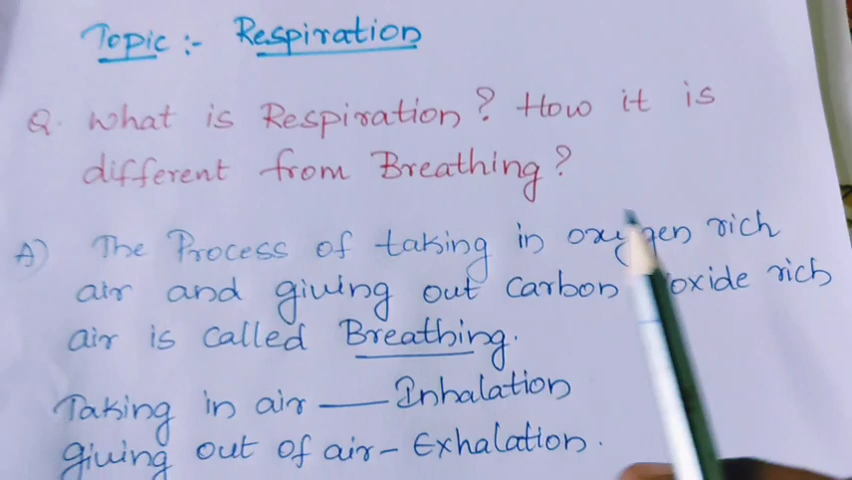 Topic :- Respiration
Q. What is Respiration? How it is
different from Breathing?
A) The Process of taking in oxygen rich
air and giving out carbon oxide rich
air is called Breathing.
Taking in air — Inhalation
giving out of air - Exhalation.